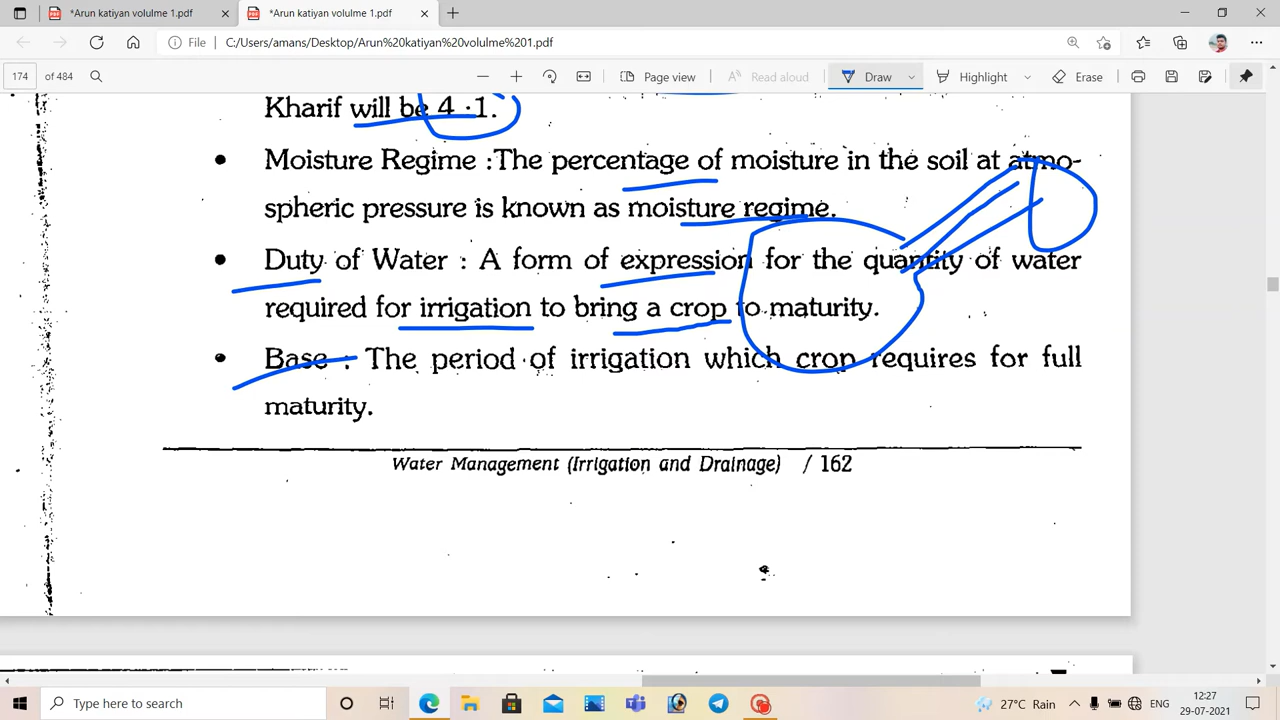 *Arun katiyan volulme 1.pdf
*Arun katiyan volulme 1.pdf
File C:/Users/amans/Desktop/Arun%20katiyan%20volulme%201.pdf
174 of 484 Page view Read aloud Draw Highlight Erase
Kharif will be 4 ·1.
• Moisture Regime :The percentage of moisture in the soil at atmo-
spheric pressure is known as moisture regime.
• Duty of Water : A form of expression for the quantity of water
required for irrigation to bring a crop to maturity.
• Base : The period of irrigation which crop requires for full
maturity.
Water Management (Irrigation and Drainage) / 162
Type here to search 27°C Rain ENG 12:27
29-07-2021